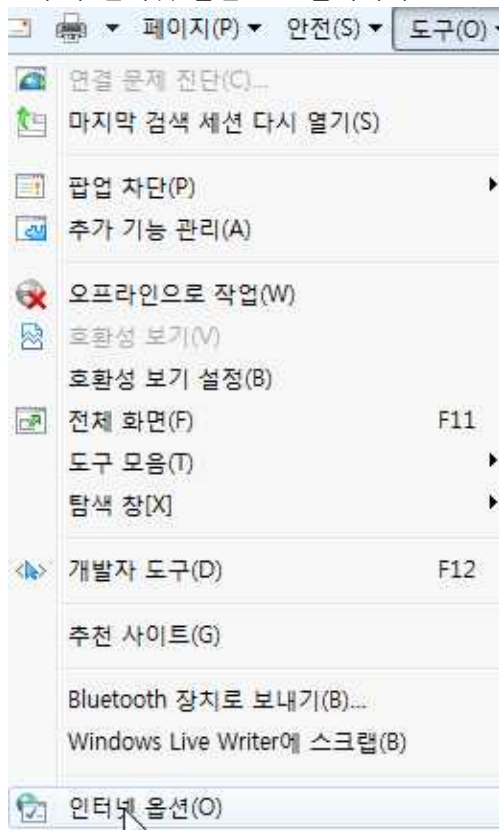 페이지(P) 안전(S) 도구(O)
연결 문제 진단(C)...
마지막 검색 세션 다시 열기(S)
팝업 차단(P)
추가 기능 관리(A)
오프라인으로 작업(W)
호환성 보기(V)
호환성 보기 설정(B)
전체 화면(F) F11
도구 모음(T)
탐색 창[X]
개발자 도구(D) F12
추천 사이트(G)
Bluetooth 장치로 보내기(B)...
Windows Live Writer에 스크랩(B)
인터넷 옵션(O)